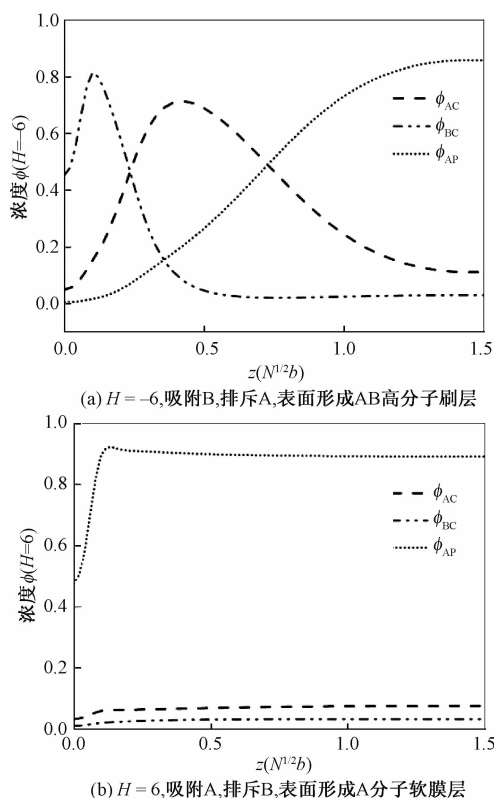 1.0
0.8
0.6
0.4
0.2
0.0
浓度ϕ(H=–6)
ϕAC
ϕBC
ϕAP
0.0 0.5 1.0 1.5
z(N1/2b)
(a) H = –6,吸附B,排斥A,表面形成AB高分子刷层
1.0
0.8
0.6
0.4
0.2
0.0
浓度ϕ(H=6)
ϕAC
ϕBC
ϕAP
0.0 0.5 1.0 1.5
z(N1/2b)
(b) H = 6,吸附A,排斥B,表面形成A分子软膜层